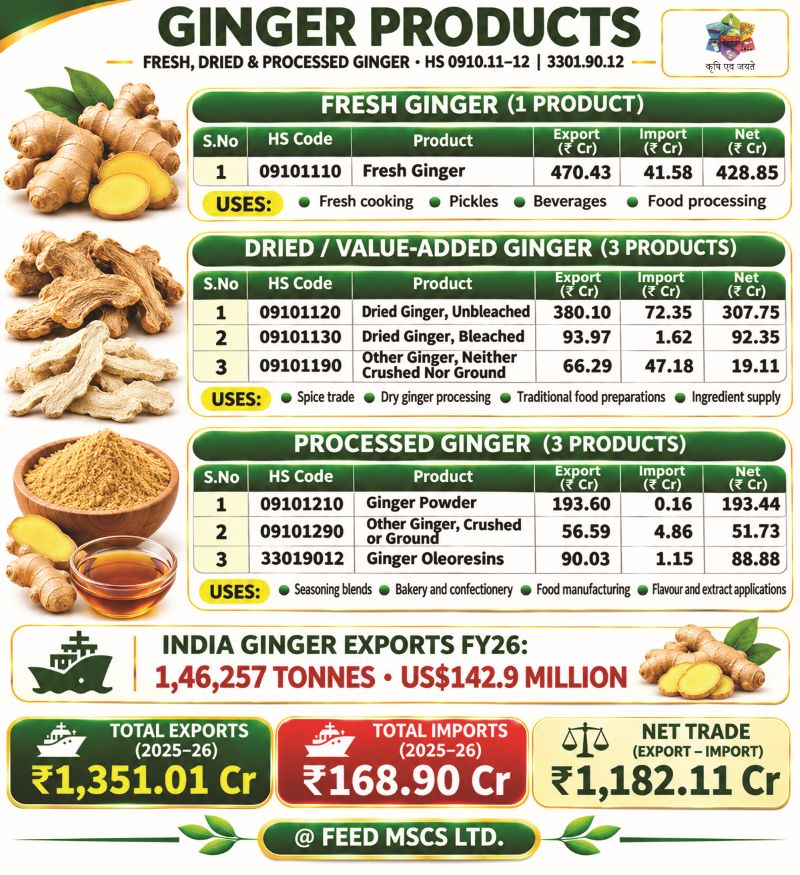 GINGER PRODUCTS
FRESH, DRIED & PROCESSED GINGER • HS 0910.11–12 | 3301.90.12
कृषि एवं जयते
FRESH GINGER (1 PRODUCT)
S.No HS Code Product Export (₹ Cr) Import (₹ Cr) Net (₹ Cr)
1 09101110 Fresh Ginger 470.43 41.58 428.85
USES: • Fresh cooking • Pickles • Beverages • Food processing
DRIED / VALUE-ADDED GINGER (3 PRODUCTS)
S.No HS Code Product Export (₹ Cr) Import (₹ Cr) Net (₹ Cr)
1 09101120 Dried Ginger, Unbleached 380.10 72.35 307.75
2 09101130 Dried Ginger, Bleached 93.97 1.62 92.35
3 09101190 Other Ginger, Neither Crushed Nor Ground 66.29 47.18 19.11
USES: • Spice trade • Dry ginger processing • Traditional food preparations • Ingredient supply
PROCESSED GINGER (3 PRODUCTS)
S.No HS Code Product Export (₹ Cr) Import (₹ Cr) Net (₹ Cr)
1 09101210 Ginger Powder 193.60 0.16 193.44
2 09101290 Other Ginger, Crushed or Ground 56.59 4.86 51.73
3 33019012 Ginger Oleoresins 90.03 1.15 88.88
USES: • Seasoning blends • Bakery and confectionery • Food manufacturing • Flavour and extract applications
INDIA GINGER EXPORTS FY26:
1,46,257 TONNES • US$142.9 MILLION
TOTAL EXPORTS
(2025–26)
₹1,351.01 Cr
TOTAL IMPORTS
(2025–26)
₹168.90 Cr
NET TRADE
(EXPORT – IMPORT)
₹1,182.11 Cr
@ FEED MSCS LTD.